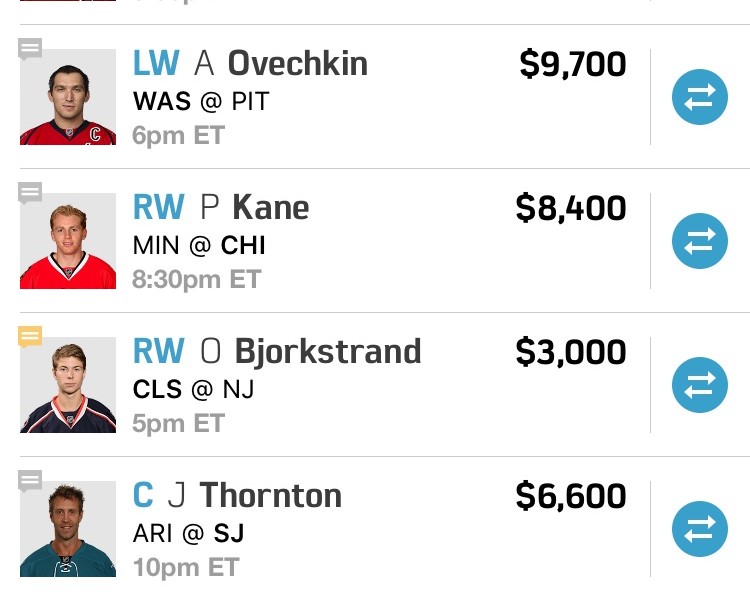 LW A Ovechkin $9,700
WAS @ PIT
6pm ET
RW P Kane $8,400
MIN @ CHI
8:30pm ET
RW O Bjorkstrand $3,000
CLS @ NJ
5pm ET
C J Thornton $6,600
ARI @ SJ
10pm ET